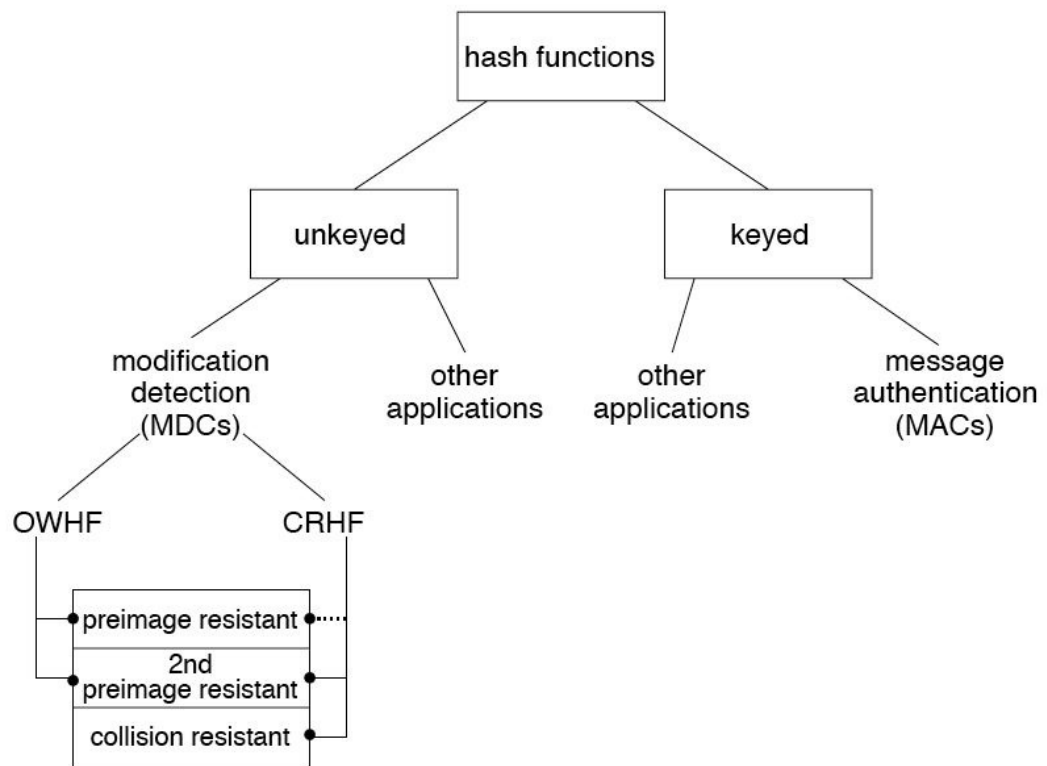 hash functions
unkeyed
keyed
modification
detection
(MDCs)
other
applications
other
applications
message
authentication
(MACs)
OWHF
CRHF
preimage resistant
2nd
preimage resistant
collision resistant